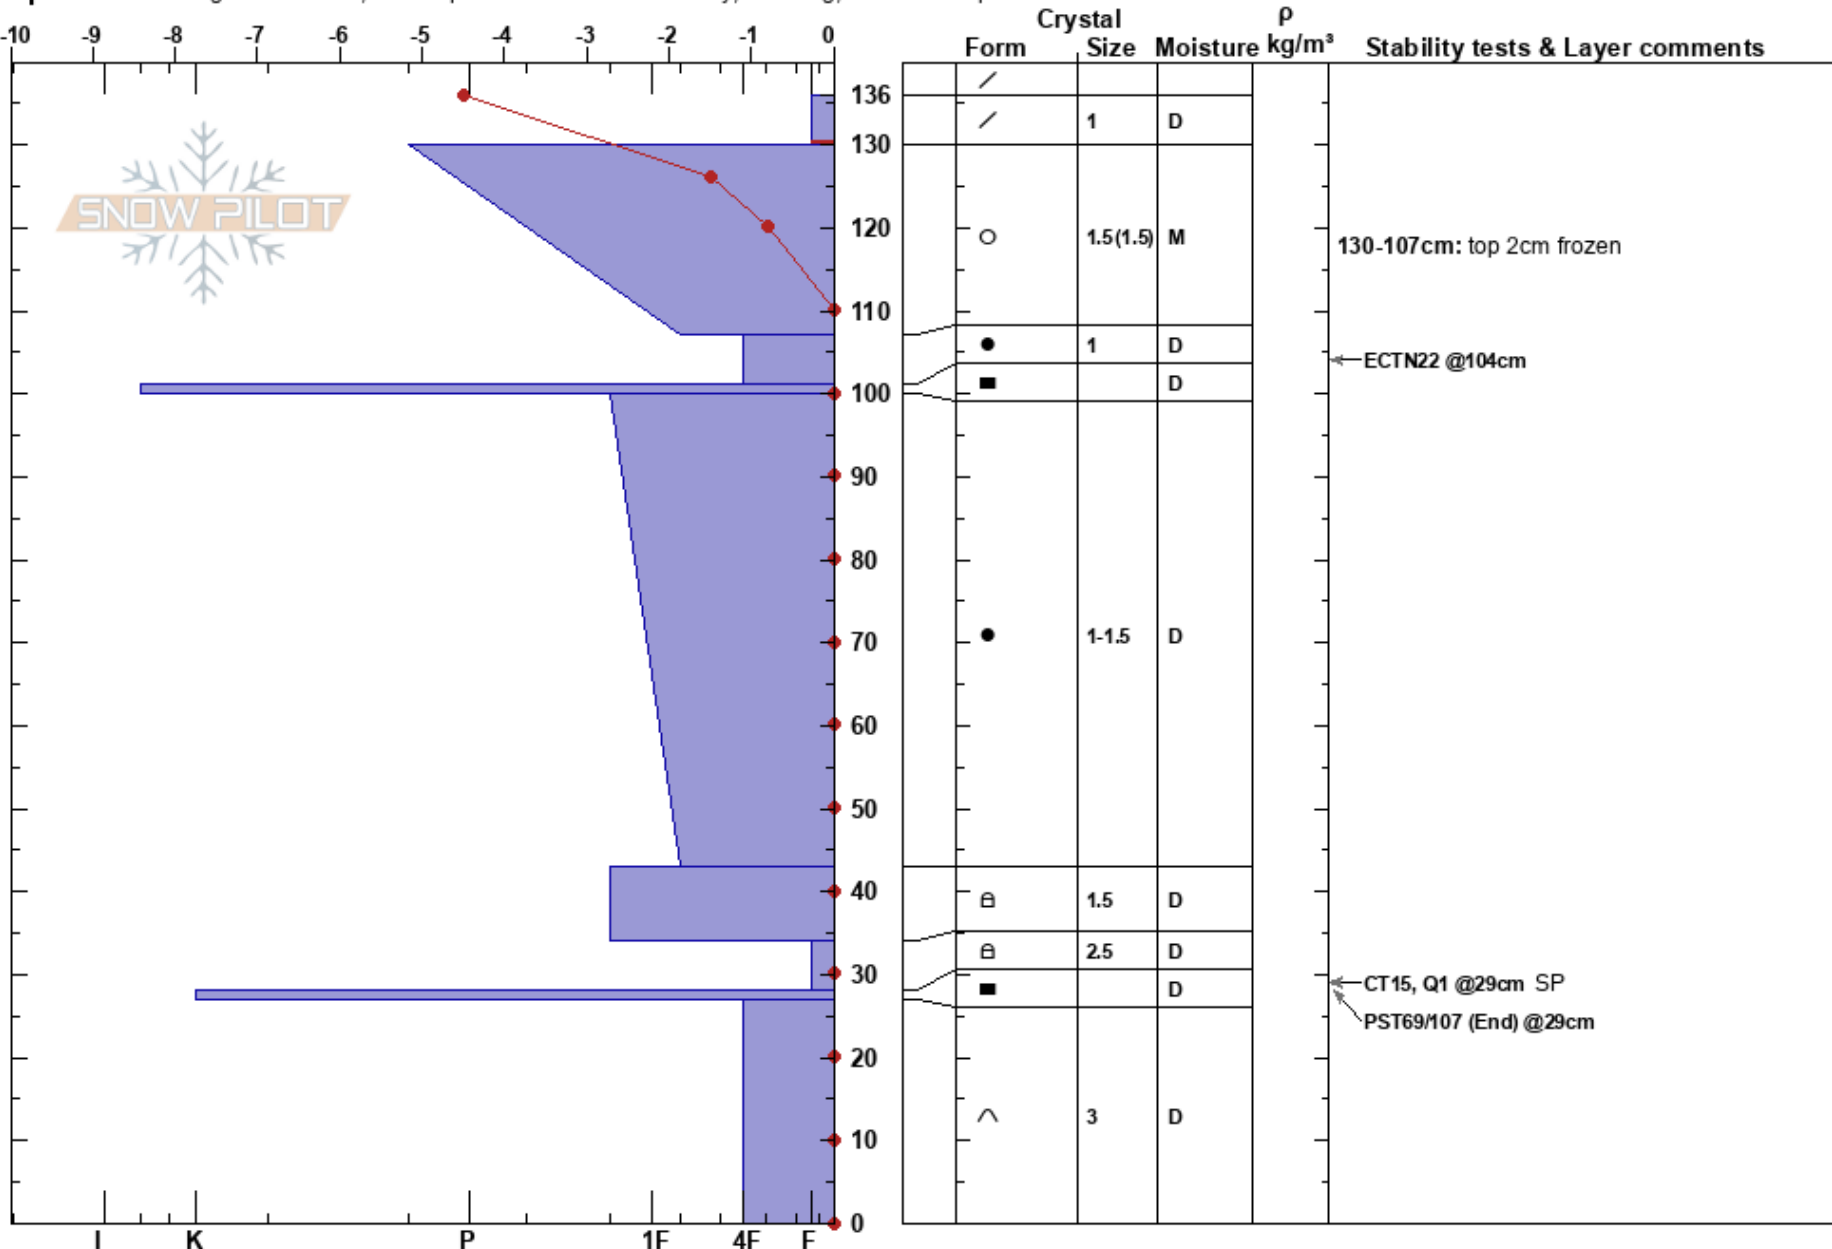 -10 -9 -8 -7 -6 -5 -4 -3 -2 -1 0
Crystal ρ
Form Size Moisture kg/m³ Stability tests & Layer comments
136
1 D
130
SNOW PILOT
120 1.5(1.5) M 130-107cm: top 2cm frozen
110
1 D
ECTN22 @104cm
D
100
90
80
70 1-1.5 D
60
50
40 1.5 D
2.5 D
30 D CT15, Q1 @29cm SP
PST69/107 (End) @29cm
20
3 D
10
0
I K P 1F 4F F